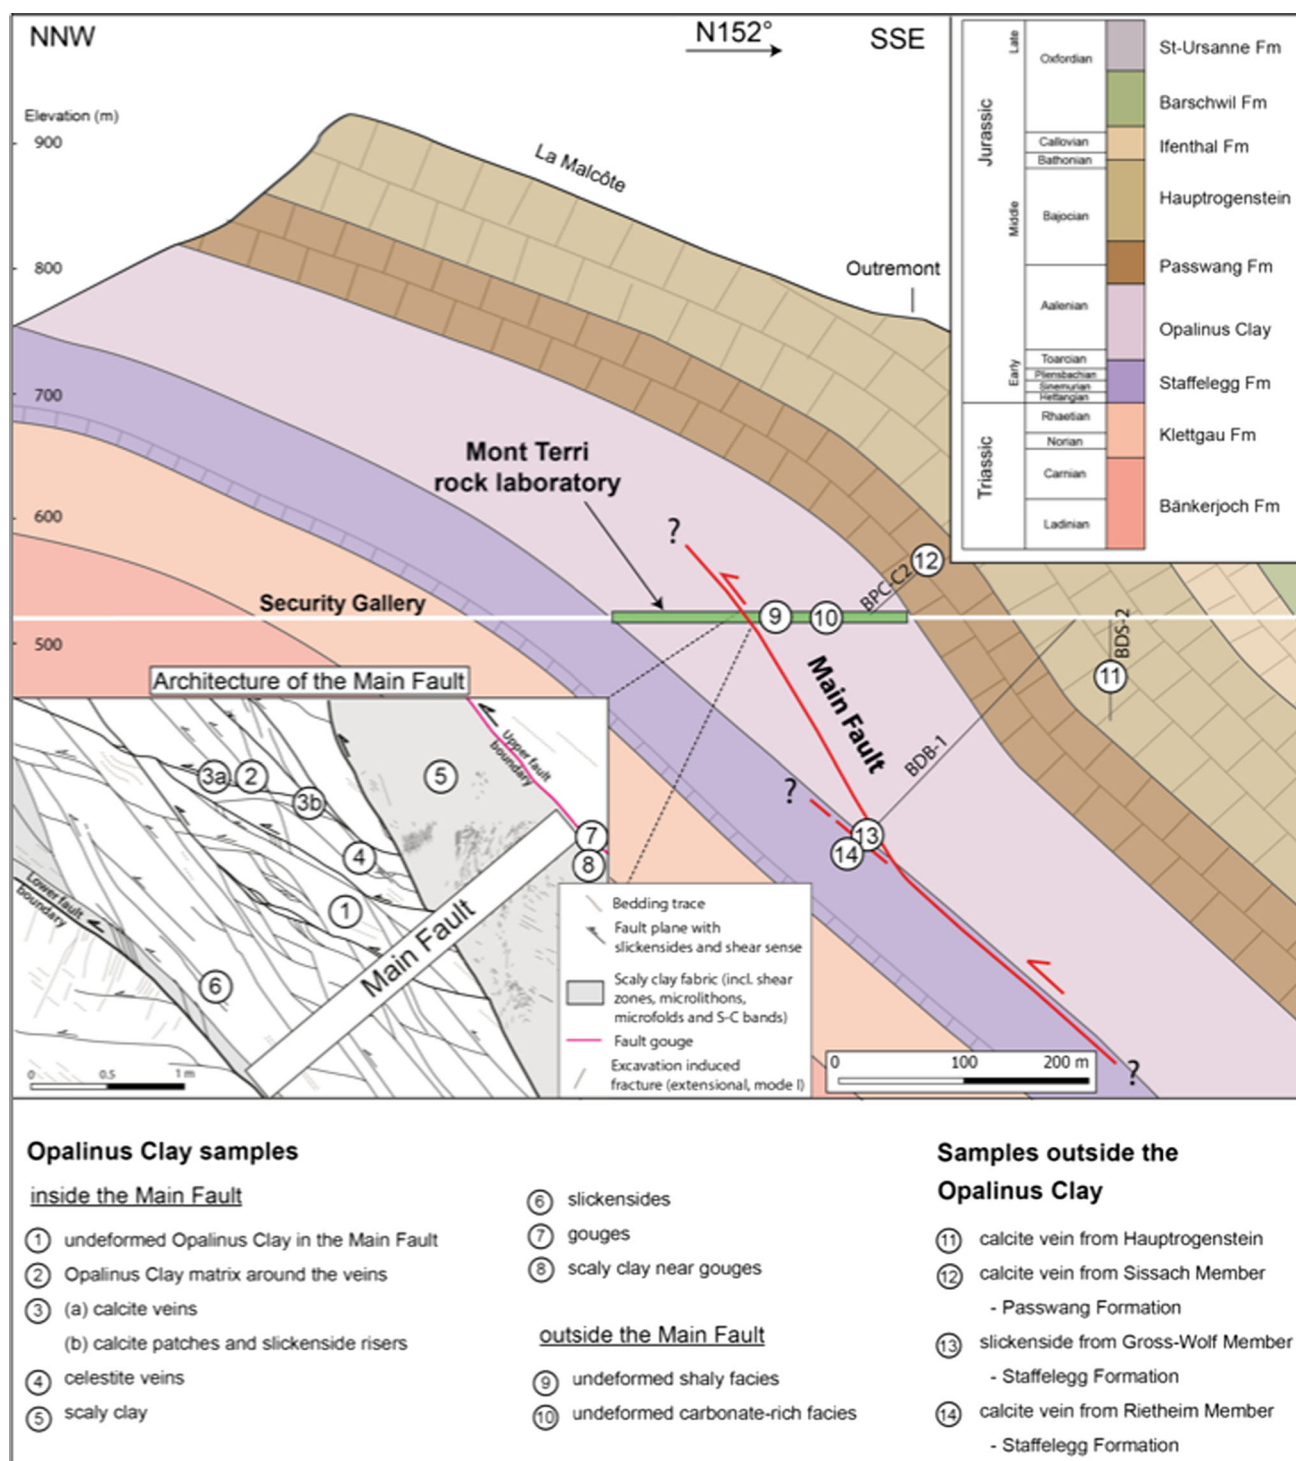 NNW
N152°
SSE
Elevation (m)
900
800
700
600
500
La Malcôte
Outremont
Mont Terri
rock laboratory
Security Gallery
?
Main Fault
BPC-C2
BDS-2
BDB-1
?
?
9
10
12
11
13
14
Late
Middle
Early
Jurassic
Triassic
Oxfordian
Callovian
Bathonian
Bajocian
Aalenian
Toarcian
Pliensbachian
Sinemurian
Hettangian
Rhaetian
Norian
Carnian
Ladinian
St-Ursanne Fm
Barschwil Fm
Ifenthal Fm
Hauptrogenstein
Passwang Fm
Opalinus Clay
Staffelegg Fm
Klettgau Fm
Bänkerjoch Fm
Architecture of the Main Fault
Upper fault
boundary
Lower fault
boundary
Main Fault
3a
2
3b
5
4
1
6
7
8
0 0.5 1 m
Bedding trace
Fault plane with
slickensides and shear sense
Scaly clay fabric (incl. shear
zones, microlithons,
microfolds and S-C bands)
Fault gouge
Excavation induced
fracture (extensional, mode I)
0 100 200 m
Opalinus Clay samples
inside the Main Fault
1 undeformed Opalinus Clay in the Main Fault
2 Opalinus Clay matrix around the veins
3 (a) calcite veins
(b) calcite patches and slickenside risers
4 celestite veins
5 scaly clay
6 slickensides
7 gouges
8 scaly clay near gouges
outside the Main Fault
9 undeformed shaly facies
10 undeformed carbonate-rich facies
Samples outside the
Opalinus Clay
11 calcite vein from Hauptrogenstein
12 calcite vein from Sissach Member
- Passwang Formation
13 slickenside from Gross-Wolf Member
- Staffelegg Formation
14 calcite vein from Rietheim Member
- Staffelegg Formation